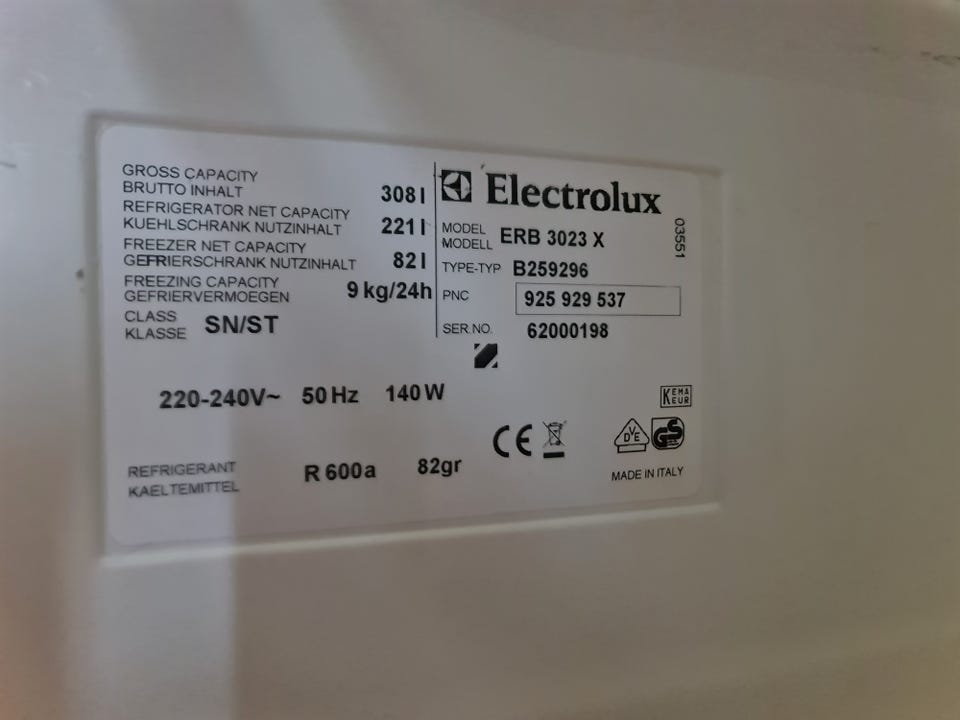 GROSS CAPACITY
BRUTTO INHALT 308 l
REFRIGERATOR NET CAPACITY
KUEHLSCHRANK NUTZINHALT 221 l
FREEZER NET CAPACITY
GEFRIERSCHRANK NUTZINHALT 82 l
FREEZING CAPACITY
GEFRIERVERMOEGEN 9 kg/24h
CLASS
KLASSE SN/ST
Electrolux
MODEL
MODELL ERB 3023 X
TYPE-TYP B259296
PNC 925 929 537
SER.NO. 62000198
03551
220-240V~ 50 Hz 140 W
KEMA
EUR
CE
DVE
GS
REFRIGERANT
KAELTEMITTEL R 600a 82gr
MADE IN ITALY